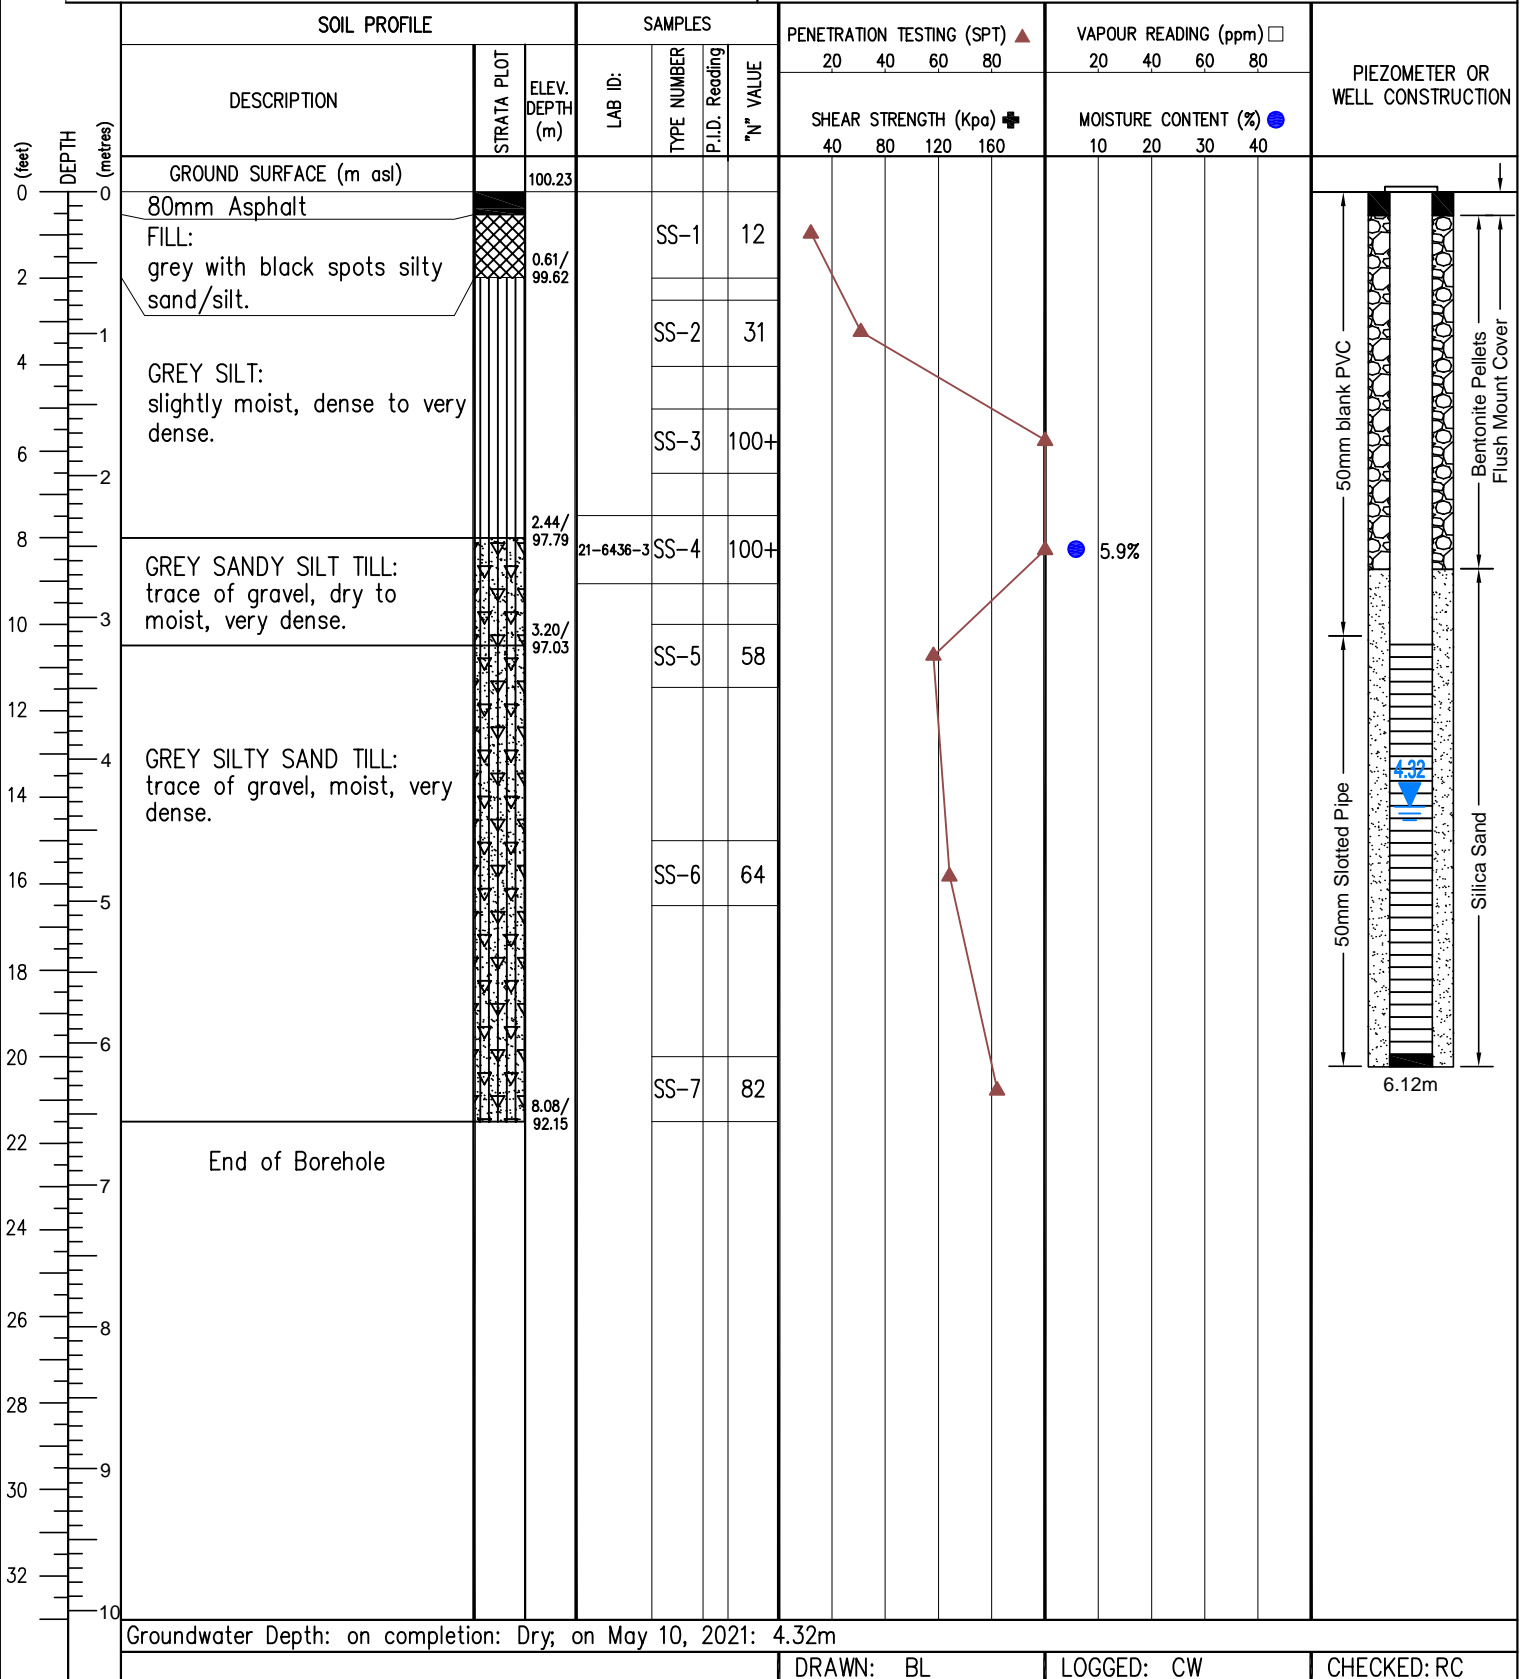 SOIL PROFILE
SAMPLES
PENETRATION TESTING (SPT)
20 40 60 80
SHEAR STRENGTH (Kpa)
40 80 120 160
VAPOUR READING (ppm)
20 40 60 80
MOISTURE CONTENT (%)
10 20 30 40
PIEZOMETER OR
WELL CONSTRUCTION
(feet)
DEPTH
(metres)
DESCRIPTION
STRATA PLOT
ELEV.
DEPTH
(m)
LAB ID:
TYPE NUMBER
P.I.D. Reading
"N" VALUE
GROUND SURFACE (m asl)
100.23
80mm Asphalt
FILL:
grey with black spots silty
sand/silt.
0.61/
99.62
SS-1 12
SS-2 31
GREY SILT:
slightly moist, dense to very
dense.
SS-3 100+
2.44/
97.79
21-6436-3 SS-4 100+
5.9%
GREY SANDY SILT TILL:
trace of gravel, dry to
moist, very dense.
3.20/
97.03
SS-5 58
GREY SILTY SAND TILL:
trace of gravel, moist, very
dense.
SS-6 64
SS-7 82
8.08/
92.15
End of Borehole
0
2
4
6
8
10
12
14
16
18
20
22
24
26
28
30
32
0
1
2
3
4
5
6
7
8
9
10
50mm blank PVC
50mm Slotted Pipe
Bentonite Pellets
Flush Mount Cover
Silica Sand
4.32
6.12m
Groundwater Depth: on completion: Dry; on May 10, 2021: 4.32m
DRAWN: BL
LOGGED: CW
CHECKED: RC